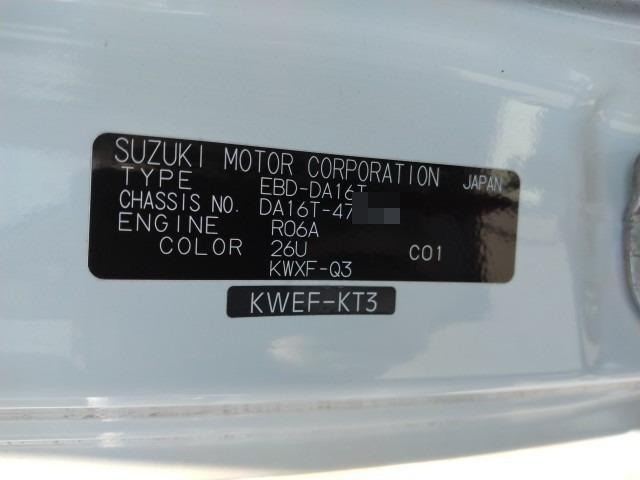 SUZUKI MOTOR CORPORATION JAPAN
TYPE EBD-DA16T
CHASSIS NO. DA16T-47
ENGINE R06A
COLOR 26U C01
KWXF-Q3
KWEF-KT3